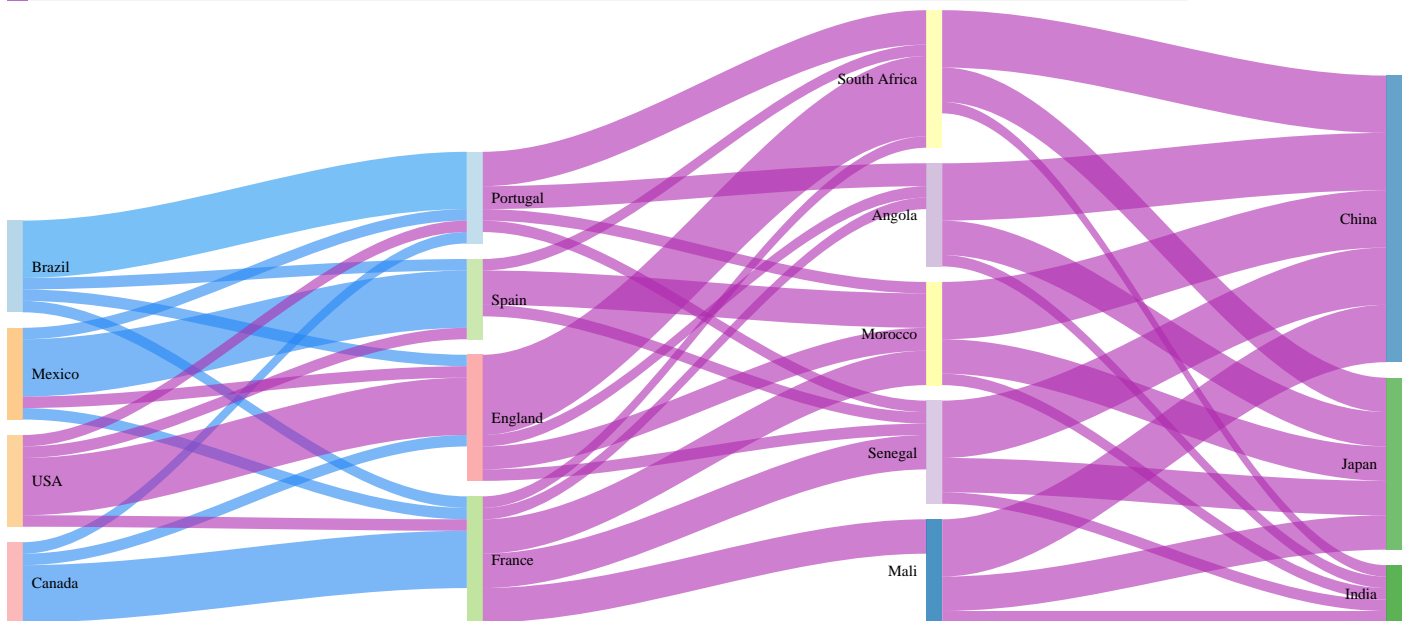 Brazil
Mexico
USA
Canada
Portugal
Spain
England
France
South Africa
Angola
Morocco
Senegal
Mali
China
Japan
India